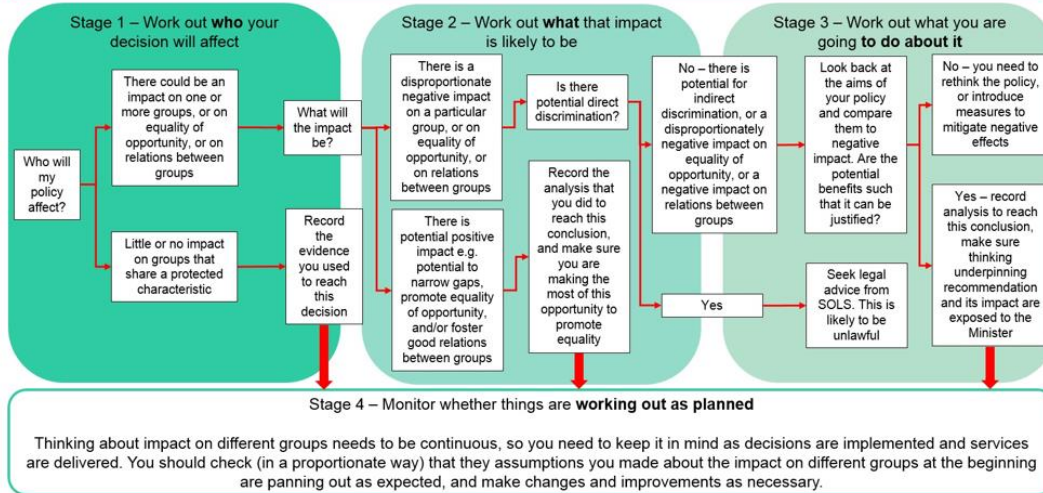 Stage 1 – Work out who your
decision will affect
Who will
my
policy
affect?
There could be an
impact on one or
more groups, or on
equality of
opportunity, or on
relations between
groups
Little or no impact
on groups that
share a protected
characteristic
What will
the impact
be?
Record
the
evidence
you used
to reach
this
decision
Stage 2 – Work out what that impact
is likely to be
There is a
disproportionate
negative impact
on a particular
group, or on
equality of
opportunity, or
on relations
between groups
There is
potential positive
impact e.g.
potential to
narrow gaps,
promote equality
of opportunity,
and/or foster
good relations
between groups
Is there
potential direct
discrimination?
Record the
analysis that
you did to
reach this
conclusion,
and make sure
you are
making the
most of this
opportunity to
promote
equality
No – there is
potential for
indirect
discrimination, or a
disproportionately
negative impact on
equality of
opportunity, or a
negative impact on
relations between
groups
Yes
Stage 3 – Work out what you are
going to do about it
Look back at
the aims of
your policy
and compare
them to
negative
impact. Are the
potential
benefits such
that it can be
justified?
Seek legal
advice from
SOLS. This is
likely to be
unlawful
No – you need to
rethink the policy,
or introduce
measures to
mitigate negative
effects
Yes – record
analysis to reach
this conclusion,
make sure
thinking
underpinning
recommendation
and its impact are
exposed to the
Minister
Stage 4 – Monitor whether things are working out as planned
Thinking about impact on different groups needs to be continuous, so you need to keep it in mind as decisions are implemented and services
are delivered. You should check (in a proportionate way) that they assumptions you made about the impact on different groups at the beginning
are panning out as expected, and make changes and improvements as necessary.